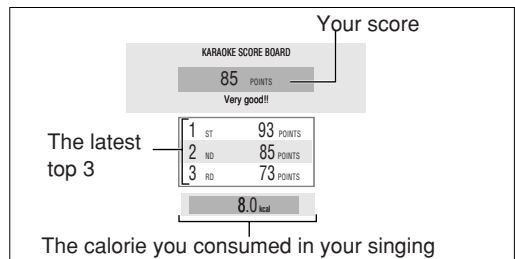 Your score
KARAOKE SCORE BOARD
85 POINTS
Very good!!
The latest
top 3
1 ST 93 POINTS
2 ND 85 POINTS
3 RD 73 POINTS
8.0 kcal
The calorie you consumed in your singing